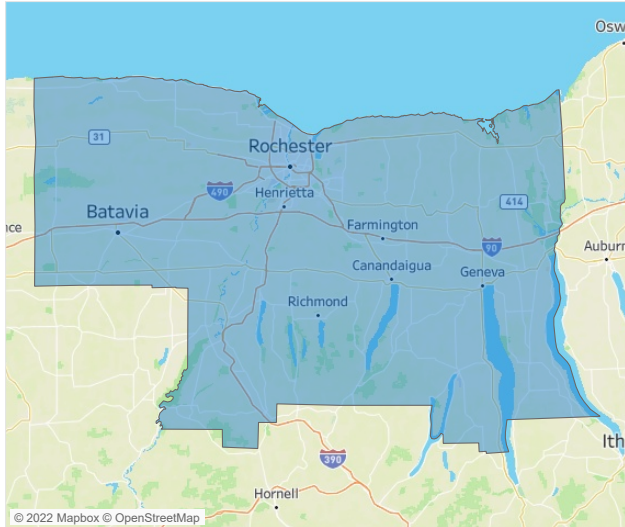 Osw
31
Rochester
490
Henrietta
Batavia
414
nce
Farmington
90
Auburn
Canandaigua
Geneva
Richmond
Ith
390
Hornell
© 2022 Mapbox © OpenStreetMap